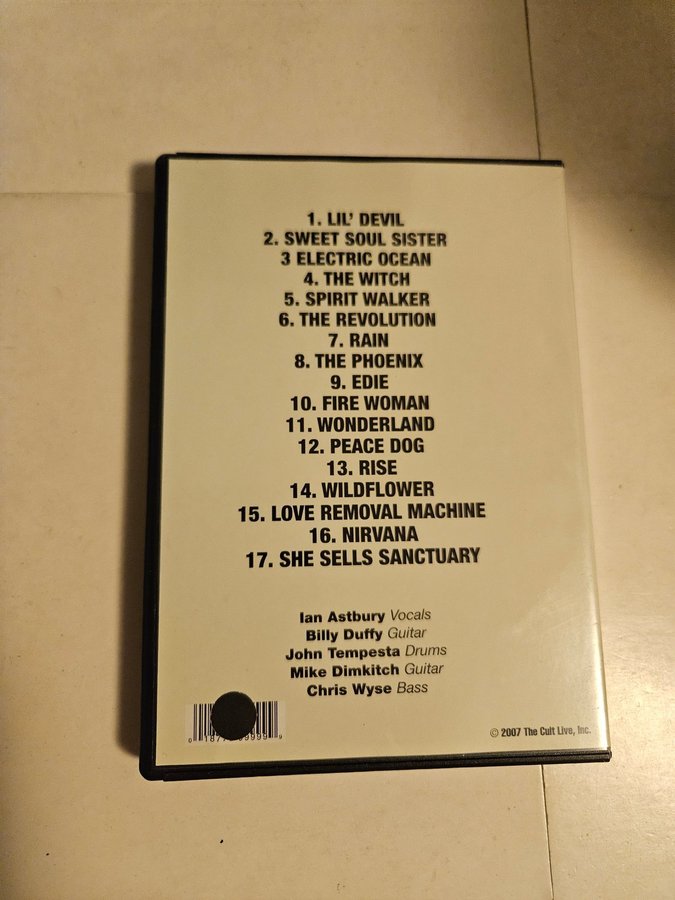 1. LIL' DEVIL
2. SWEET SOUL SISTER
3 ELECTRIC OCEAN
4. THE WITCH
5. SPIRIT WALKER
6. THE REVOLUTION
7. RAIN
8. THE PHOENIX
9. EDIE
10. FIRE WOMAN
11. WONDERLAND
12. PEACE DOG
13. RISE
14. WILDFLOWER
15. LOVE REMOVAL MACHINE
16. NIRVANA
17. SHE SELLS SANCTUARY
Ian Astbury Vocals
Billy Duffy Guitar
John Tempesta Drums
Mike Dimkitch Guitar
Chris Wyse Bass
© 2007 The Cult Live, Inc.